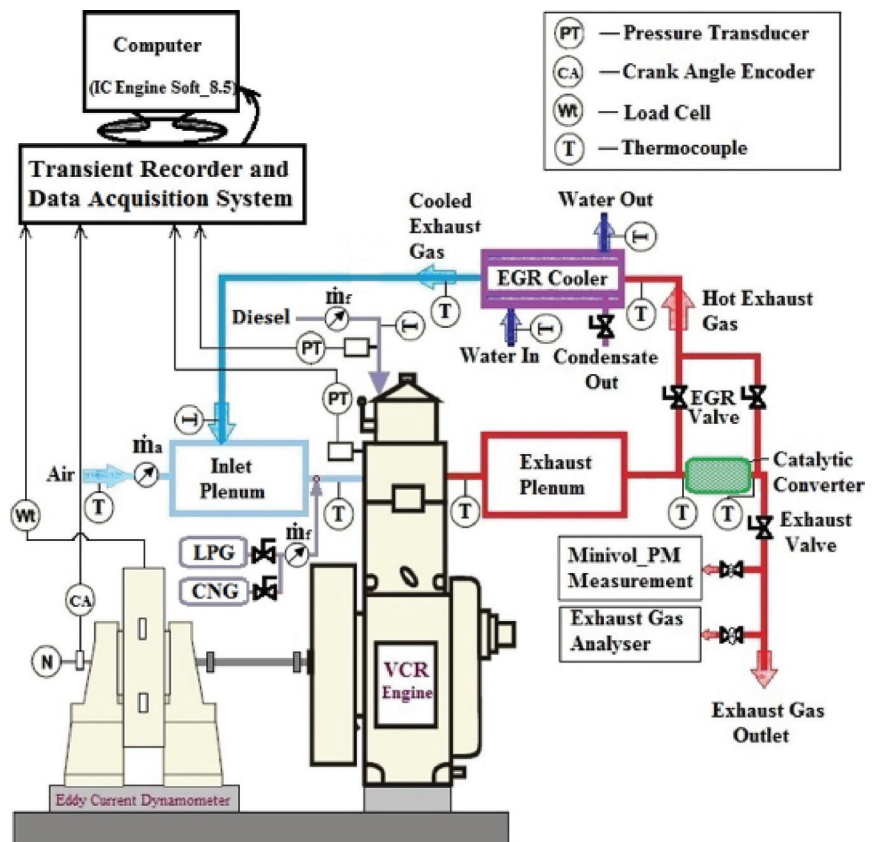 Computer
(IC Engine Soft_8.5)
Transient Recorder and
Data Acquisition System
PT — Pressure Transducer
CA — Crank Angle Encoder
Wt — Load Cell
T — Thermocouple
Cooled
Exhaust
Gas
Water Out
T
EGR Cooler
T
T
Hot Exhaust
Gas
Diesel
ṁf
T
PT
Water In
T
Condensate
Out
PT
EGR
Valve
T
Air
ṁa
T
Inlet
Plenum
T
Exhaust
Plenum
T
T
T
Catalytic
Converter
Exhaust
Valve
Wt
LPG
ṁf
CNG
Minivol_PM
Measurement
Exhaust Gas
Analyser
CA
N
VCR
Engine
Exhaust Gas
Outlet
Eddy Current Dynamometer